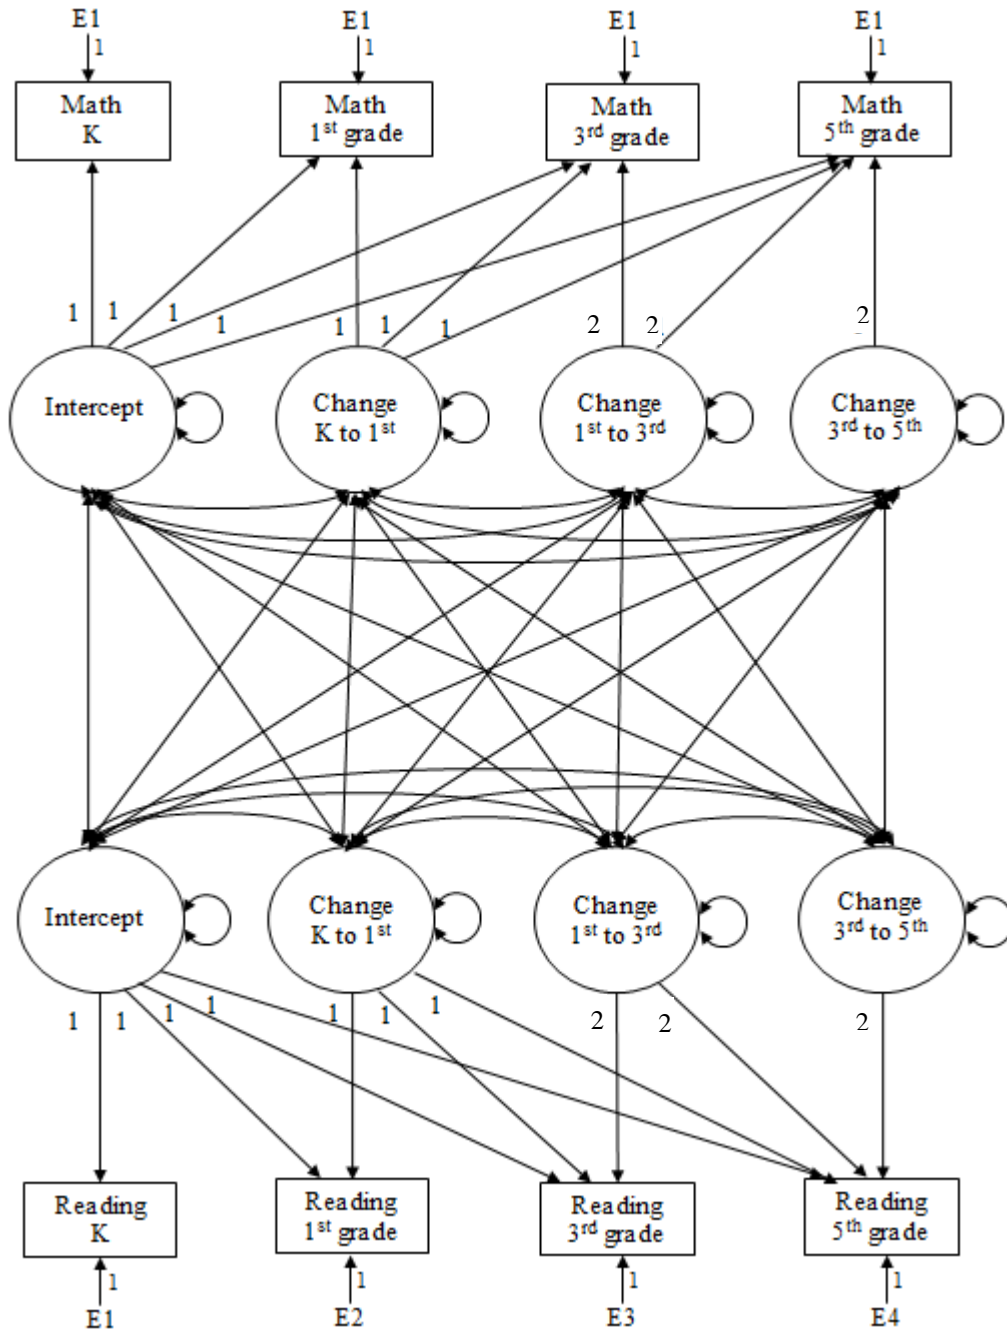 E1 E1 E1 E1
1 1 1 1
Math Math Math Math
K 1st grade 3rd grade 5th grade
1 1 1 1 1 1 1 2 2 2
Intercept Change Change Change
K to 1st 1st to 3rd 3rd to 5th
Intercept Change Change Change
K to 1st 1st to 3rd 3rd to 5th
1 1 1 1 1 1 1 2 2 2
Reading Reading Reading Reading
K 1st grade 3rd grade 5th grade
1 1 1 1
E1 E2 E3 E4